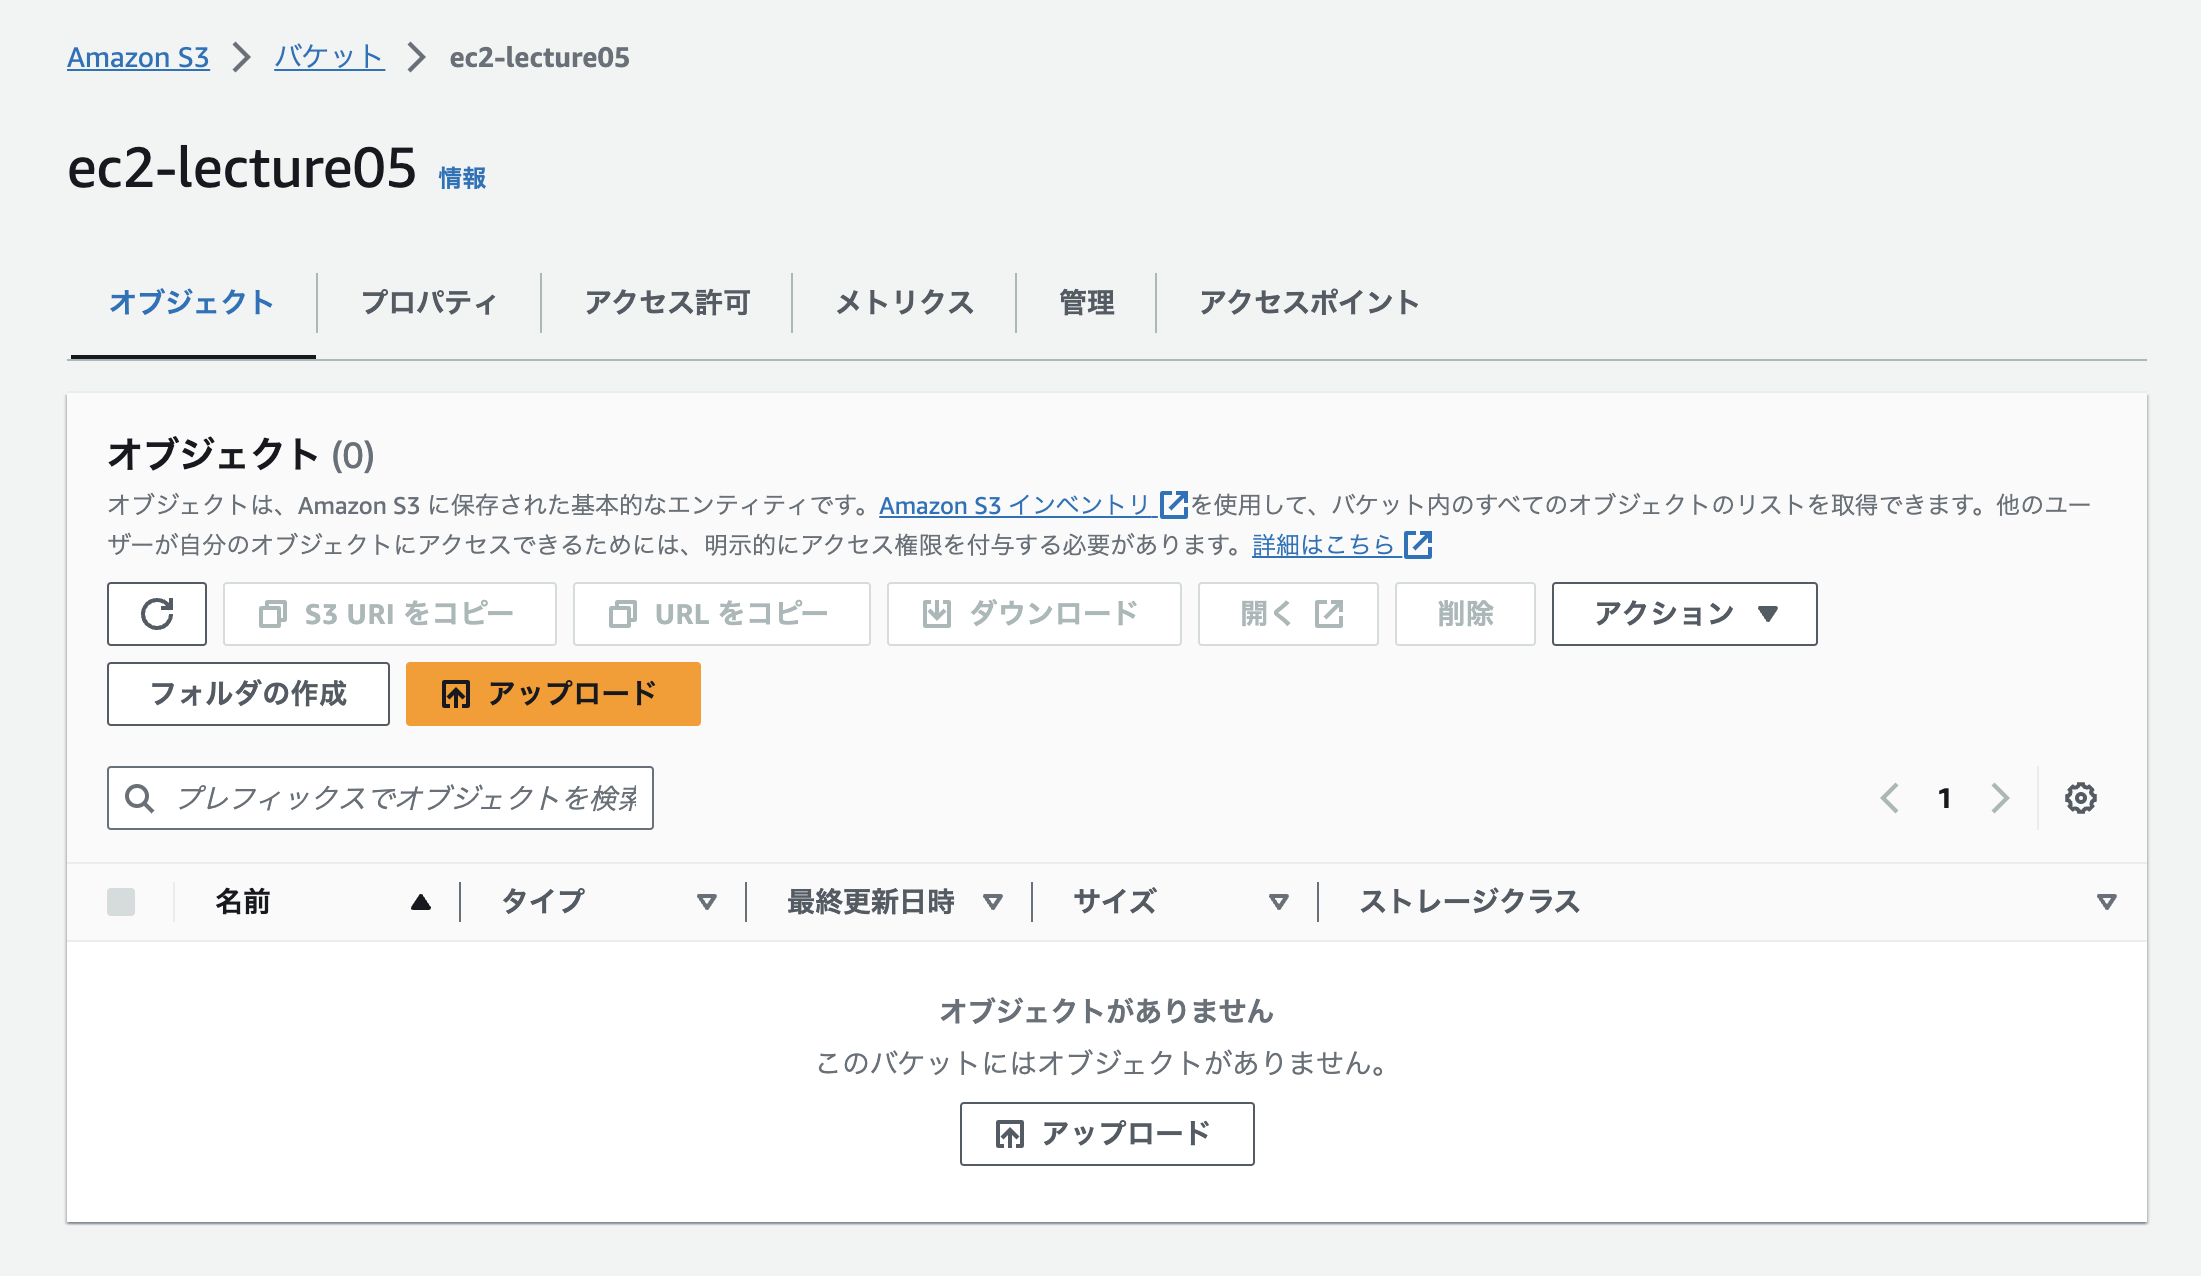 Amazon S3 バケット ec2-lecture05
ec2-lecture05 情報
オブジェクト プロパティ アクセス許可 メトリクス 管理 アクセスポイント
オブジェクト (0)
オブジェクトは、Amazon S3 に保存された基本的なエンティティです。Amazon S3 インベントリ を使用して、バケット内のすべてのオブジェクトのリストを取得できます。他のユー
ザーが自分のオブジェクトにアクセスできるためには、明示的にアクセス権限を付与する必要があります。詳細はこちら
S3 URI をコピー URL をコピー ダウンロード 開く 削除 アクション
フォルダの作成 アップロード
プレフィックスでオブジェクトを検索 1
名前 タイプ 最終更新日時 サイズ ストレージクラス
オブジェクトがありません
このバケットにはオブジェクトがありません。
アップロード